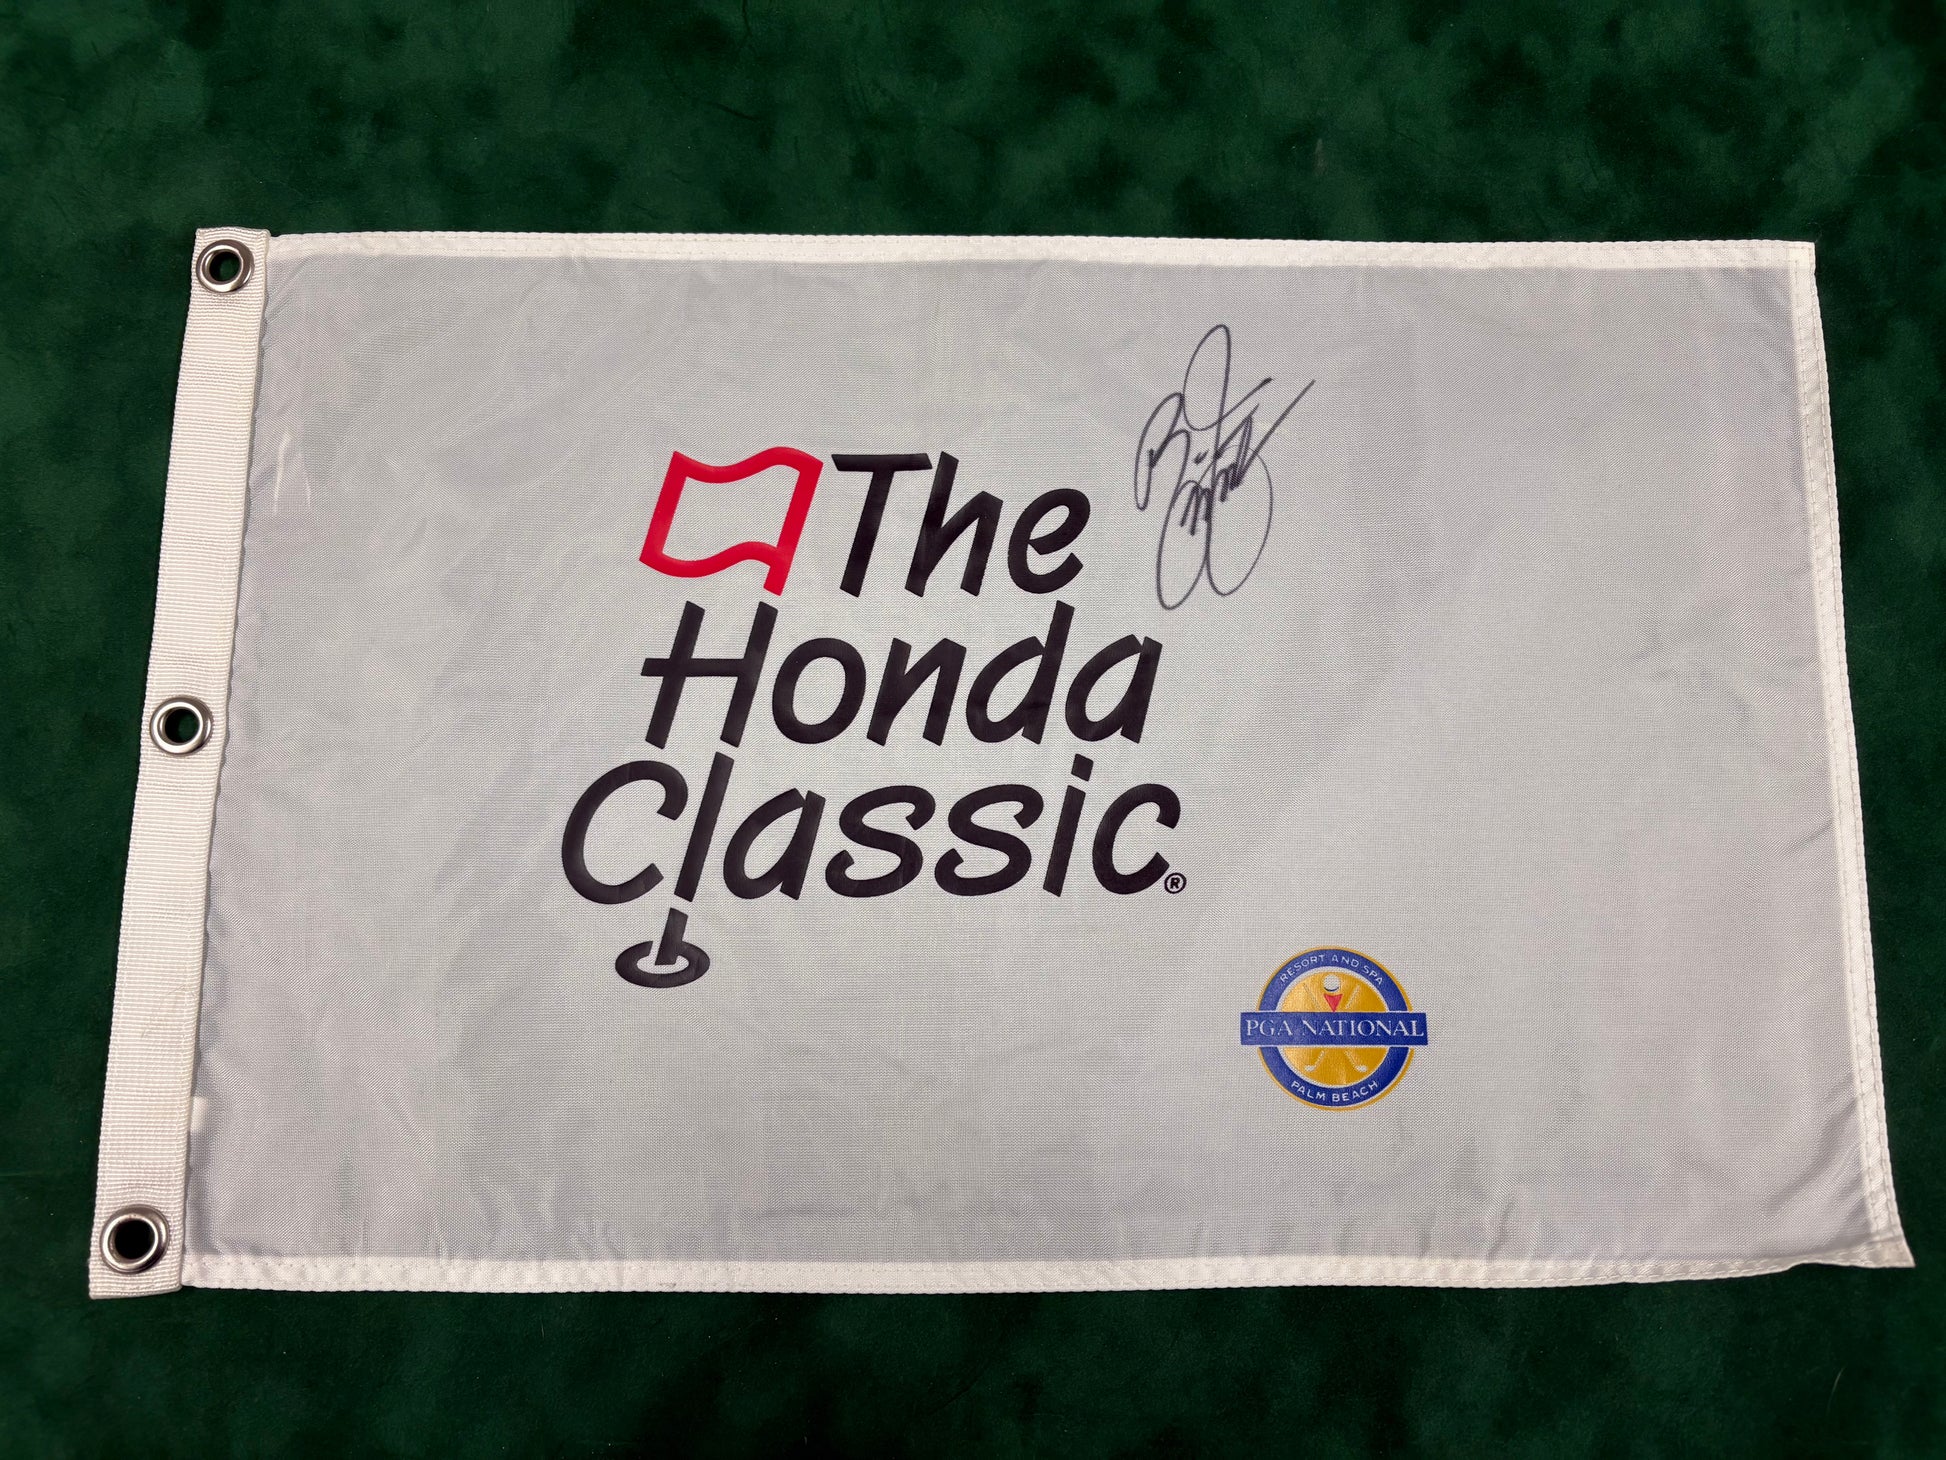 The
Honda
Classic®
RESORT AND SPA
PGA NATIONAL
PALM BEACH